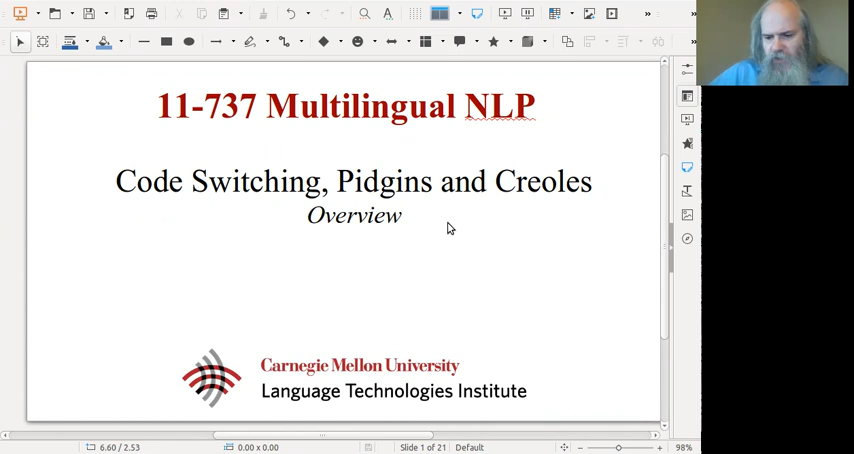 11-737 Multilingual NLP
Code Switching, Pidgins and Creoles
Overview
Carnegie Mellon University
Language Technologies Institute
6.60 / 2.53
0.00 x 0.00
Slide 1 of 21
Default
98%